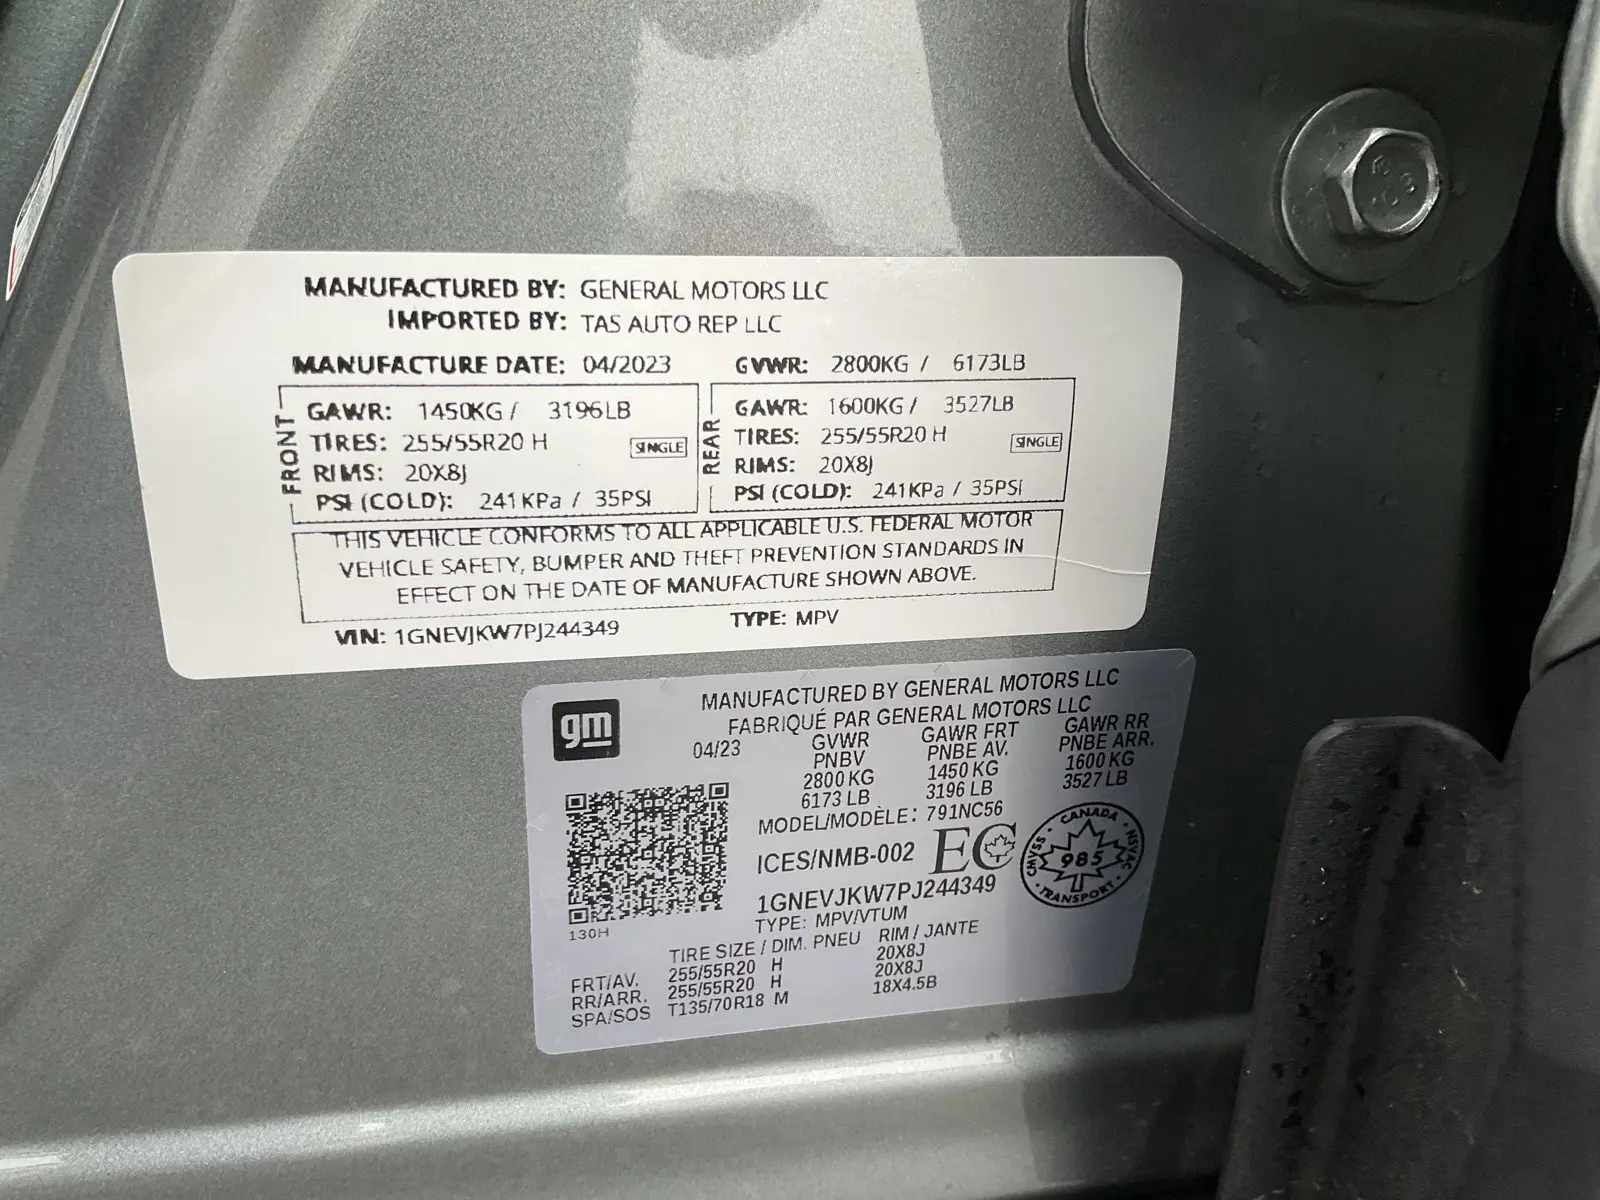 MANUFACTURED BY: GENERAL MOTORS LLC
IMPORTED BY: TAS AUTO REP LLC
MANUFACTURE DATE: 04/2023 GVWR: 2800KG / 6173LB
FRONT
GAWR: 1450KG / 3196LB
TIRES: 255/55R20 H SINGLE
RIMS: 20X8J
PSI (COLD): 241KPa / 35PSI
REAR
GAWR: 1600KG / 3527LB
TIRES: 255/55R20 H SINGLE
RIMS: 20X8J
PSI (COLD): 241KPa / 35PSI
THIS VEHICLE CONFORMS TO ALL APPLICABLE U.S. FEDERAL MOTOR
VEHICLE SAFETY, BUMPER AND THEFT PREVENTION STANDARDS IN
EFFECT ON THE DATE OF MANUFACTURE SHOWN ABOVE.
VIN: 1GNEVJKW7PJ244349 TYPE: MPV
gm
MANUFACTURED BY GENERAL MOTORS LLC
FABRIQUÉ PAR GENERAL MOTORS LLC
04/23 GVWR GAWR FRT GAWR RR
PNBV PNBE AV. PNBE ARR.
2800 KG 1450 KG 1600 KG
6173 LB 3196 LB 3527 LB
MODEL/MODÈLE: 791NC56
ICES/NMB-002 EC
CANADA
CMVSS 985 NSVAC
TRANSPORT
1GNEVJKW7PJ244349
TYPE: MPV/VTUM
130H
TIRE SIZE / DIM. PNEU RIM / JANTE
FRT/AV. 255/55R20 H 20X8J
RR/ARR. 255/55R20 H 20X8J
SPA/SOS T135/70R18 M 18X4.5B